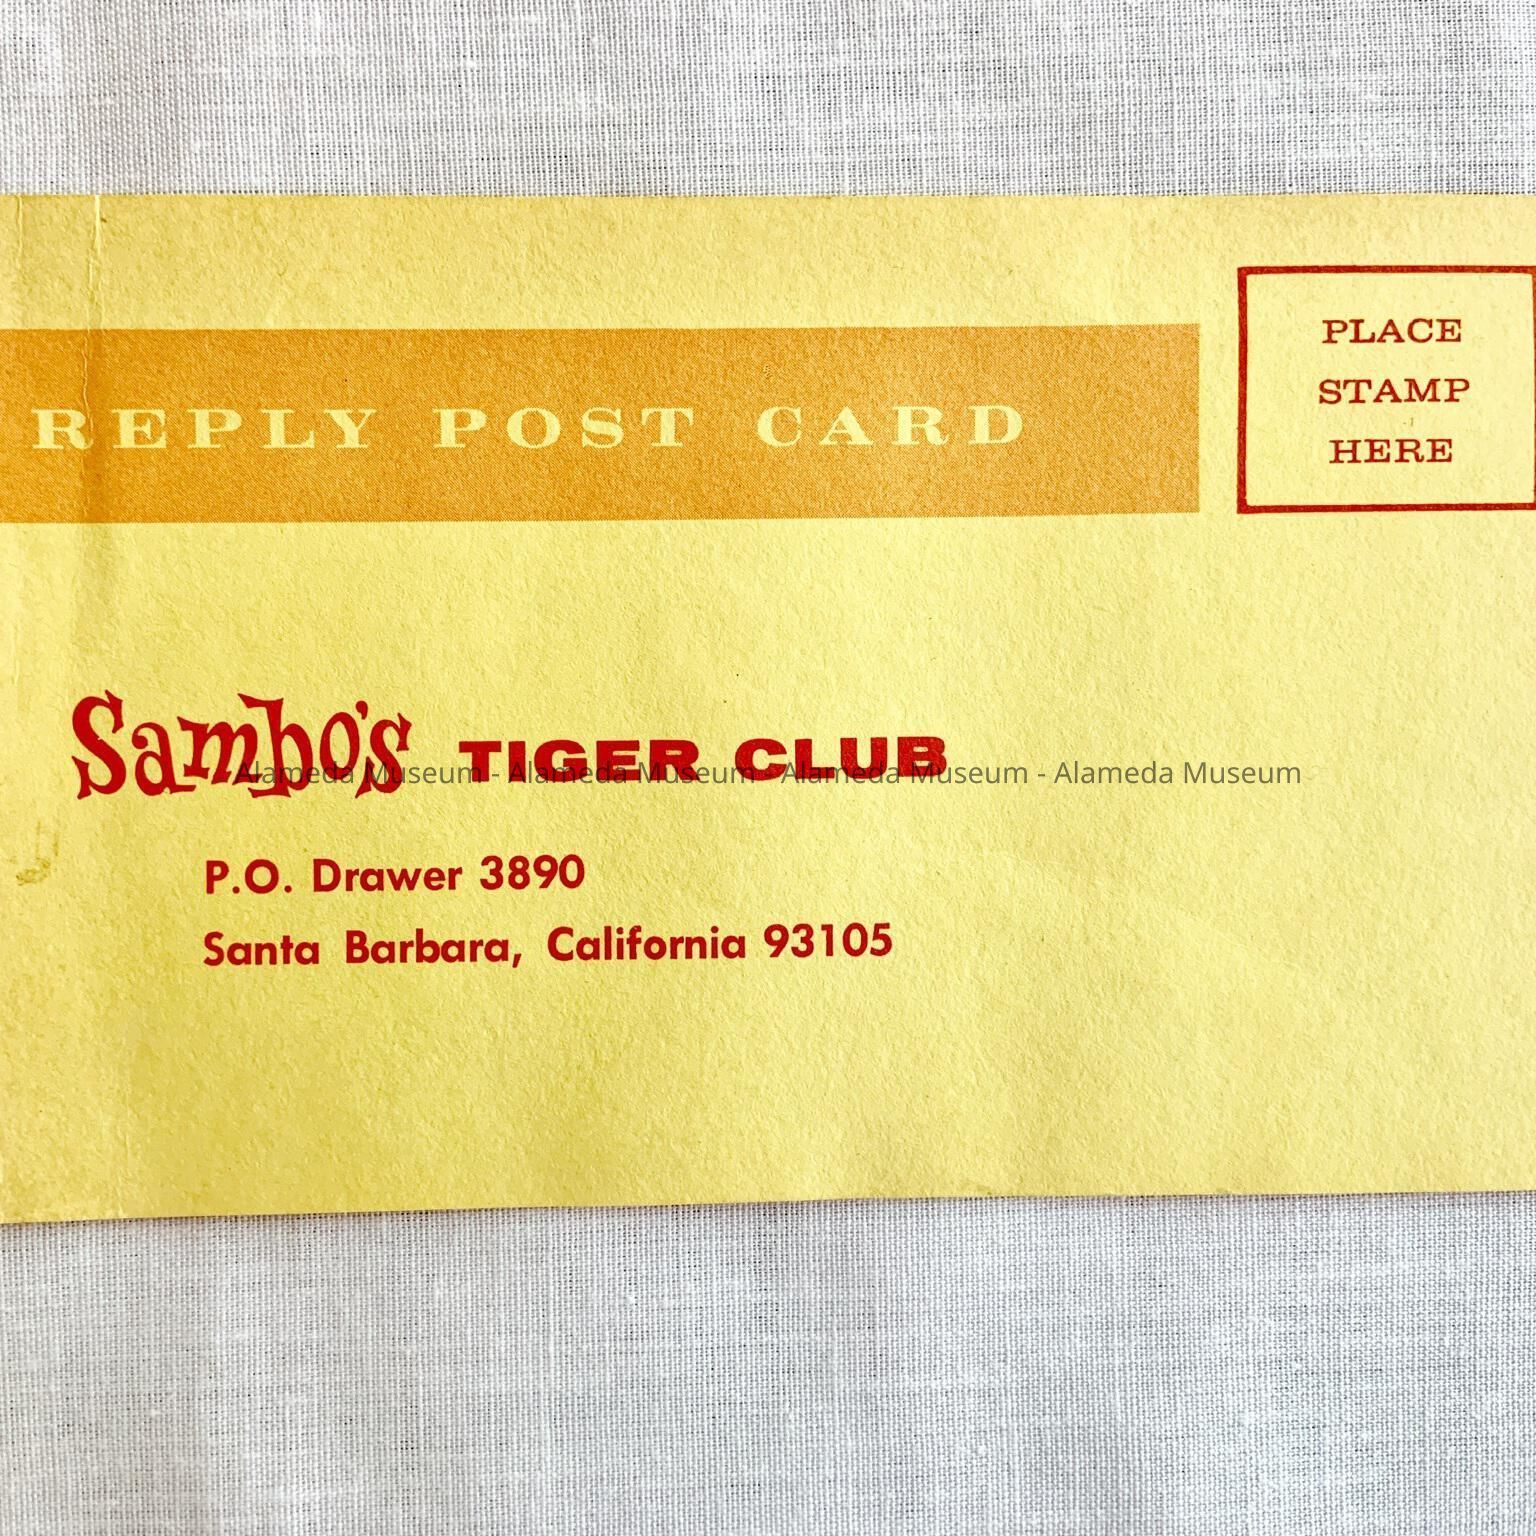 REPLY POST CARD
PLACE
STAMP
HERE
Sambo's TIGER CLUB
Alameda Museum - Alameda Museum - Alameda Museum - Alameda Museum
P.O. Drawer 3890
Santa Barbara, California 93105